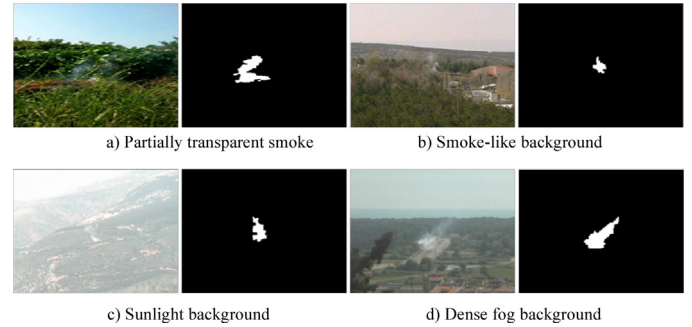 a) Partially transparent smoke
b) Smoke-like background
c) Sunlight background
d) Dense fog background